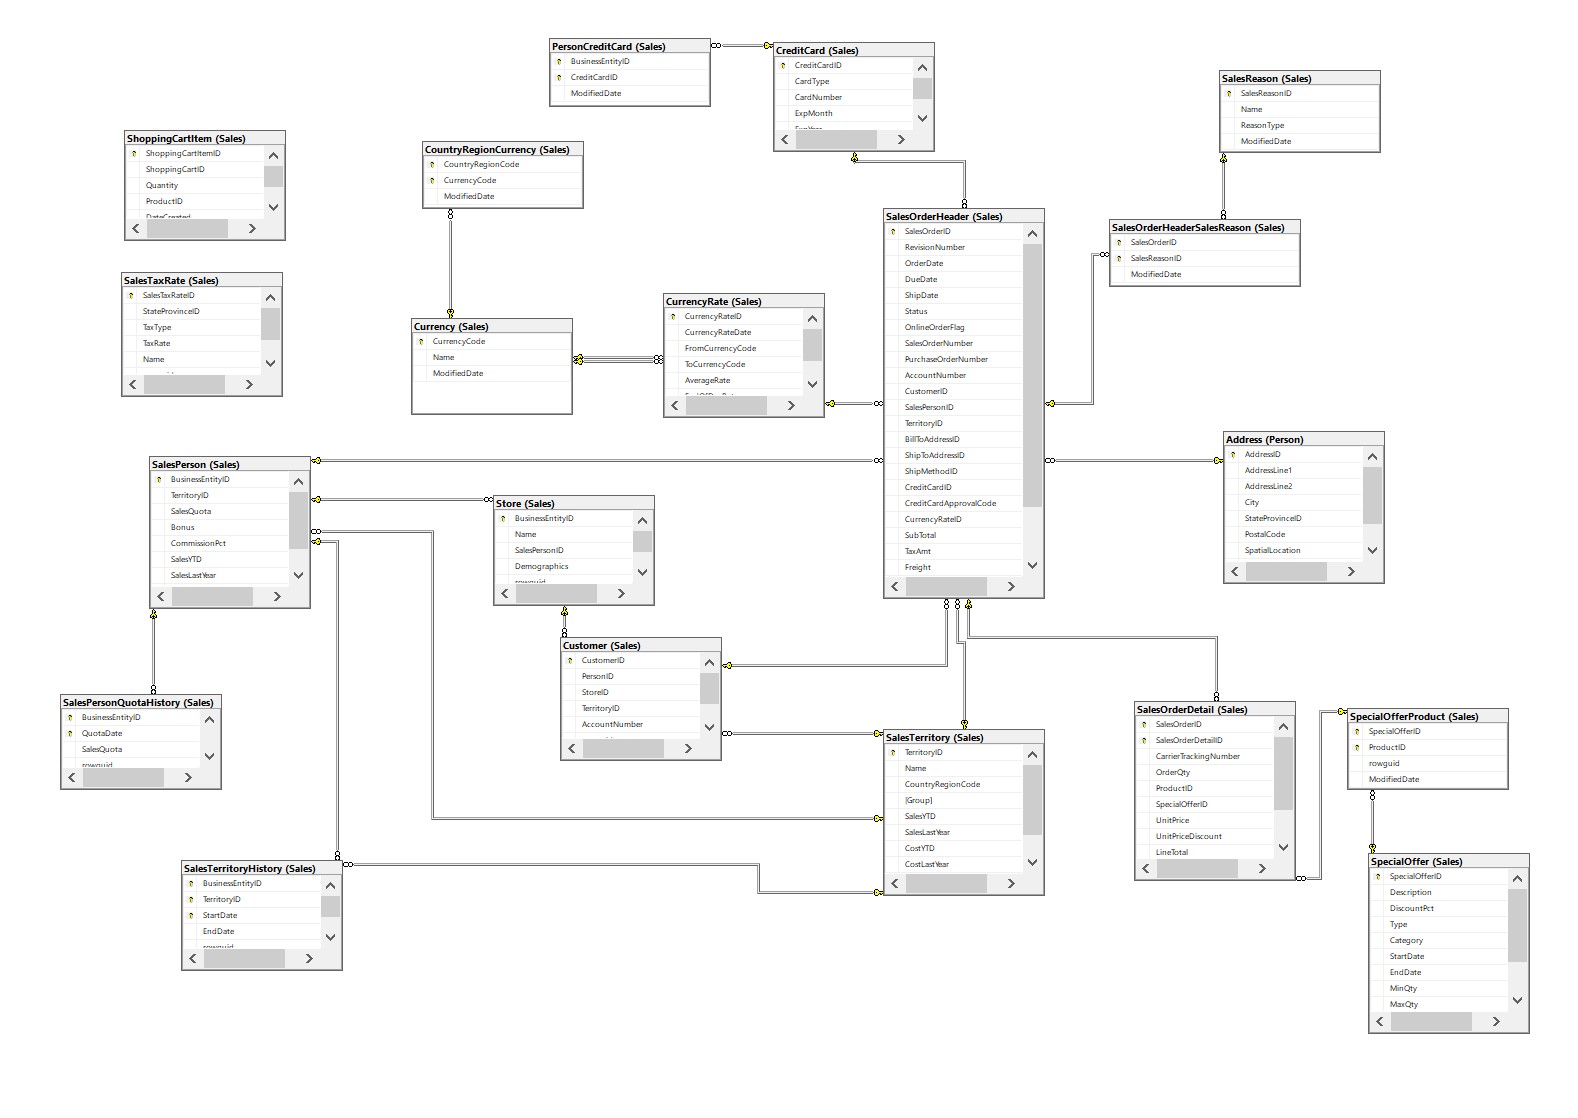 PersonCreditCard (Sales)
BusinessEntityID
CreditCardID
ModifiedDate
CreditCard (Sales)
CreditCardID
CardType
CardNumber
ExpMonth
SalesReason (Sales)
SalesReasonID
Name
ReasonType
ModifiedDate
ShoppingCartItem (Sales)
ShoppingCartItemID
ShoppingCartID
Quantity
ProductID
CountryRegionCurrency (Sales)
CountryRegionCode
CurrencyCode
ModifiedDate
SalesOrderHeader (Sales)
SalesOrderID
RevisionNumber
OrderDate
DueDate
ShipDate
Status
OnlineOrderFlag
SalesOrderNumber
PurchaseOrderNumber
AccountNumber
CustomerID
SalesPersonID
TerritoryID
BillToAddressID
ShipToAddressID
ShipMethodID
CreditCardID
CreditCardApprovalCode
CurrencyRateID
SubTotal
TaxAmt
Freight
SalesOrderHeaderSalesReason (Sales)
SalesOrderID
SalesReasonID
ModifiedDate
SalesTaxRate (Sales)
SalesTaxRateID
StateProvinceID
TaxType
TaxRate
Name
Currency (Sales)
CurrencyCode
Name
ModifiedDate
CurrencyRate (Sales)
CurrencyRateID
CurrencyRateDate
FromCurrencyCode
ToCurrencyCode
AverageRate
Address (Person)
AddressID
AddressLine1
AddressLine2
City
StateProvinceID
PostalCode
SpatialLocation
SalesPerson (Sales)
BusinessEntityID
TerritoryID
SalesQuota
Bonus
CommissionPct
SalesYTD
SalesLastYear
Store (Sales)
BusinessEntityID
Name
SalesPersonID
Demographics
Customer (Sales)
CustomerID
PersonID
StoreID
TerritoryID
AccountNumber
SalesPersonQuotaHistory (Sales)
BusinessEntityID
QuotaDate
SalesQuota
rowguid
SalesTerritory (Sales)
TerritoryID
Name
CountryRegionCode
[Group]
SalesYTD
SalesLastYear
CostYTD
CostLastYear
SalesOrderDetail (Sales)
SalesOrderID
SalesOrderDetailID
CarrierTrackingNumber
OrderQty
ProductID
SpecialOfferID
UnitPrice
UnitPriceDiscount
LineTotal
SpecialOfferProduct (Sales)
SpecialOfferID
ProductID
rowguid
ModifiedDate
SalesTerritoryHistory (Sales)
BusinessEntityID
TerritoryID
StartDate
EndDate
SpecialOffer (Sales)
SpecialOfferID
Description
DiscountPct
Type
Category
StartDate
EndDate
MinQty
MaxQty